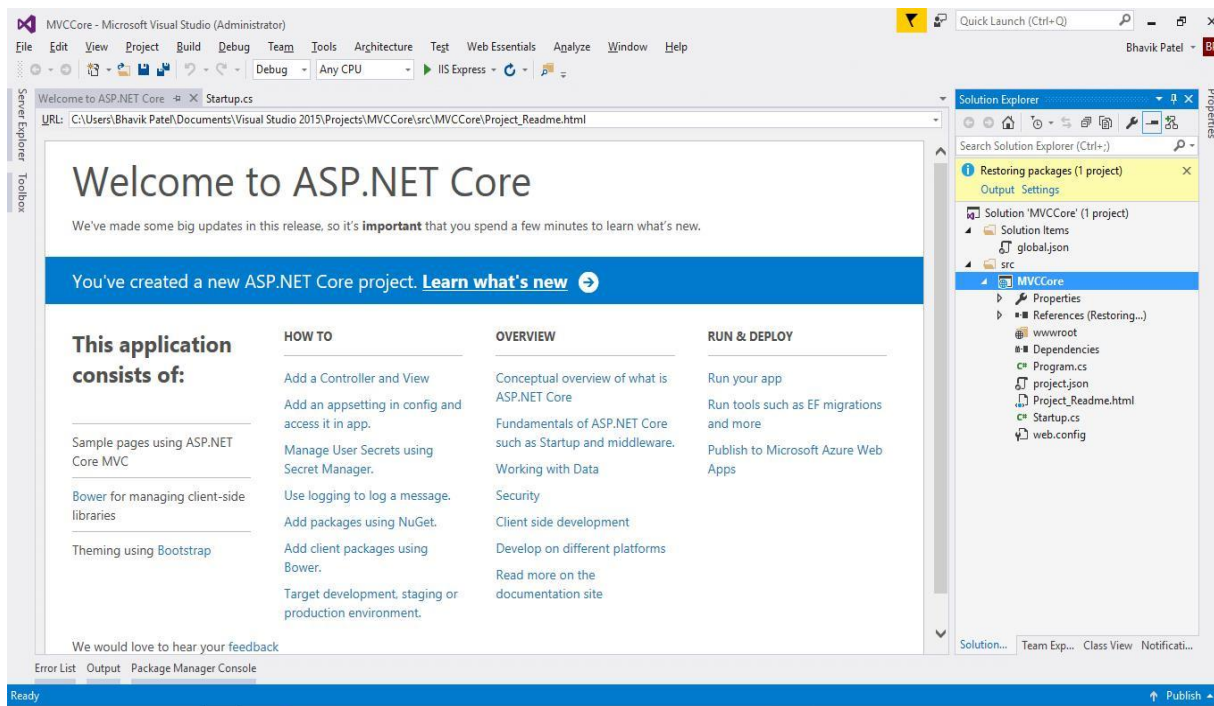 MVCCore - Microsoft Visual Studio (Administrator)
Quick Launch (Ctrl+Q)
File Edit View Project Build Debug Team Tools Architecture Test Web Essentials Analyze Window Help
Bhavik Patel
Debug Any CPU IIS Express
Server Explorer
Toolbox
Welcome to ASP.NET Core Startup.cs
URL: C:\Users\Bhavik Patel\Documents\Visual Studio 2015\Projects\MVCCore\src\MVCCore\Project_Readme.html
Welcome to ASP.NET Core
We've made some big updates in this release, so it's important that you spend a few minutes to learn what's new.
You've created a new ASP.NET Core project. Learn what's new
This application
consists of:
Sample pages using ASP.NET
Core MVC
Bower for managing client-side
libraries
Theming using Bootstrap
HOW TO
Add a Controller and View
Add an appsetting in config and
access it in app.
Manage User Secrets using
Secret Manager.
Use logging to log a message.
Add packages using NuGet.
Add client packages using
Bower.
Target development, staging or
production environment.
OVERVIEW
Conceptual overview of what is
ASP.NET Core
Fundamentals of ASP.NET Core
such as Startup and middleware.
Working with Data
Security
Client side development
Develop on different platforms
Read more on the
documentation site
RUN & DEPLOY
Run your app
Run tools such as EF migrations
and more
Publish to Microsoft Azure Web
Apps
We would love to hear your feedback
Solution Explorer
Search Solution Explorer (Ctrl+;)
Restoring packages (1 project)
Output Settings
Solution 'MVCCore' (1 project)
Solution Items
global.json
src
MVCCore
Properties
References (Restoring...)
wwwroot
Dependencies
C# Program.cs
project.json
Project_Readme.html
C# Startup.cs
web.config
Solution... Team Exp... Class View Notificati...
Properties
Error List Output Package Manager Console
Ready
Publish